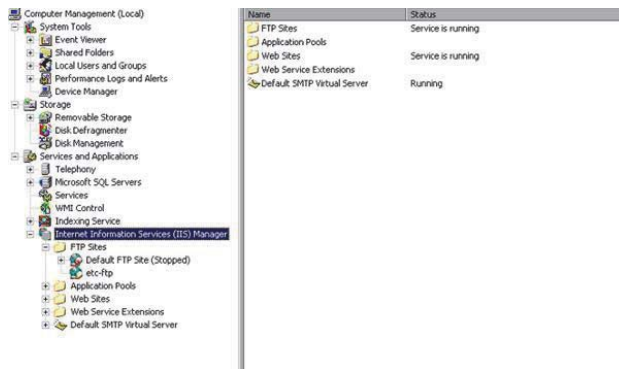 Computer Management (Local)
System Tools
Event Viewer
Shared Folders
Local Users and Groups
Performance Logs and Alerts
Device Manager
Storage
Removable Storage
Disk Defragmenter
Disk Management
Services and Applications
Telephony
Microsoft SQL Servers
Services
WMI Control
Indexing Service
Internet Information Services (IIS) Manager
FTP Sites
Default FTP Site (Stopped)
etc-ftp
Application Pools
Web Sites
Web Service Extensions
Default SMTP Virtual Server
Name Status
FTP Sites Service is running
Application Pools
Web Sites Service is running
Web Service Extensions
Default SMTP Virtual Server Running